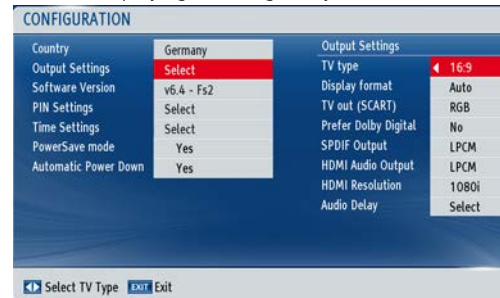 CONFIGURATION
Country Germany
Output Settings Select
Software Version v6.4 - Fs2
PIN Settings Select
Time Settings Select
PowerSave mode Yes
Automatic Power Down Yes
Output Settings
TV type 16:9
Display format Auto
TV out (SCART) RGB
Prefer Dolby Digital No
SPDIF Output LPCM
HDMI Audio Output LPCM
HDMI Resolution 1080i
Audio Delay Select
Select TV Type EXIT Exit